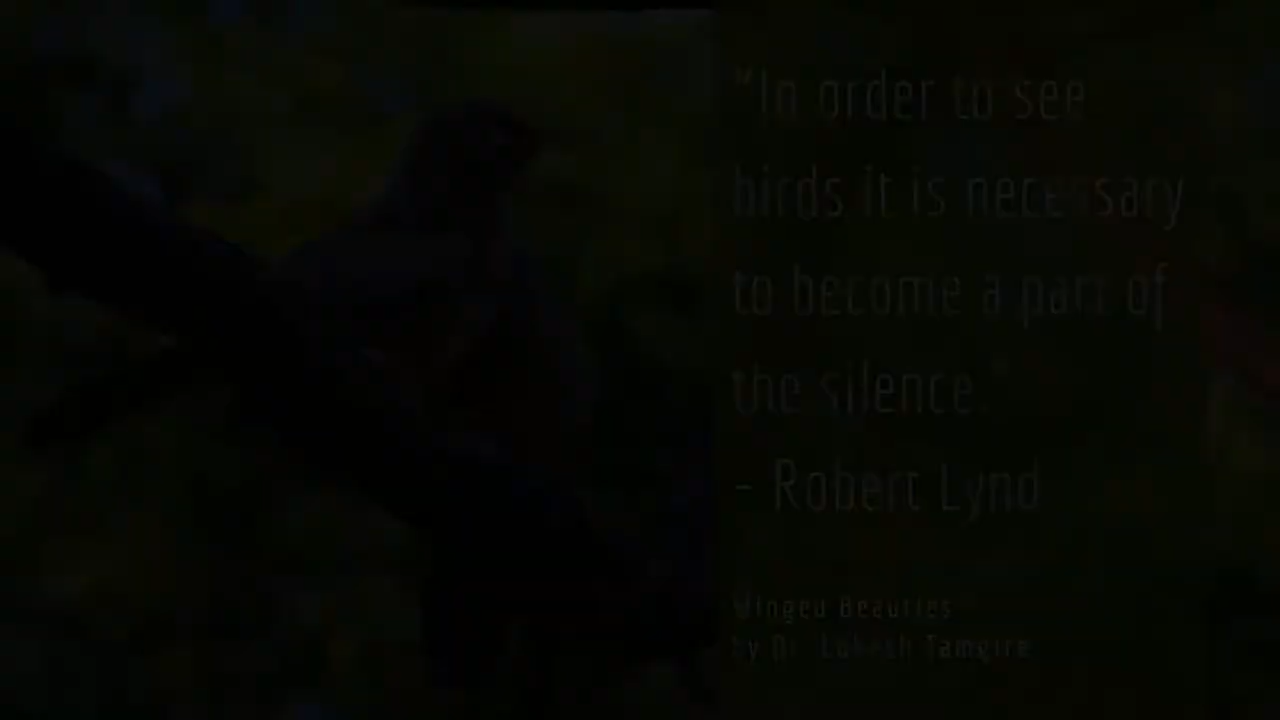 "In order to see
birds it is necessary
to become a part of
the silence.
- Robert Lynd
Winged Beauties
by Dr. Lokesh Tamgire